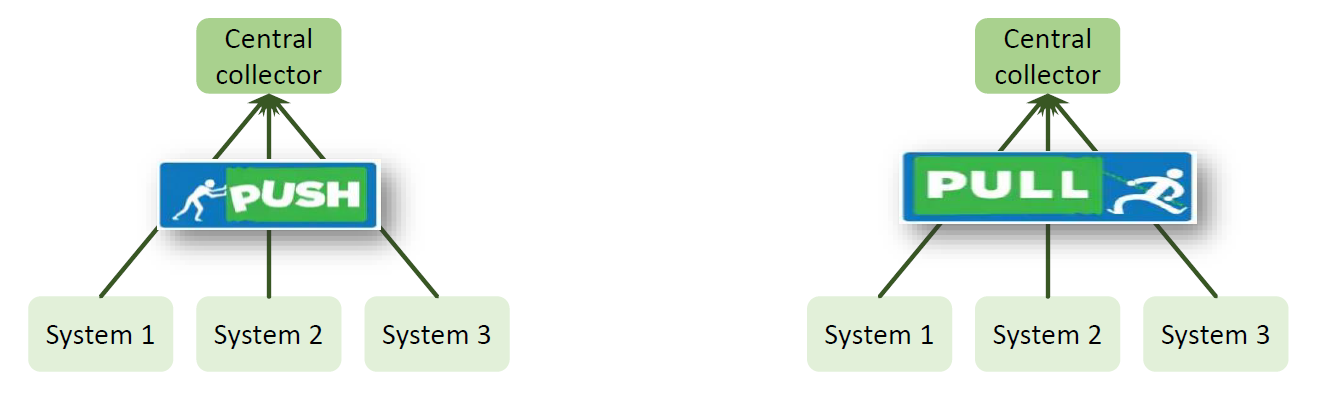 Central
collector
PUSH
System 1
System 2
System 3
Central
collector
PULL
System 1
System 2
System 3